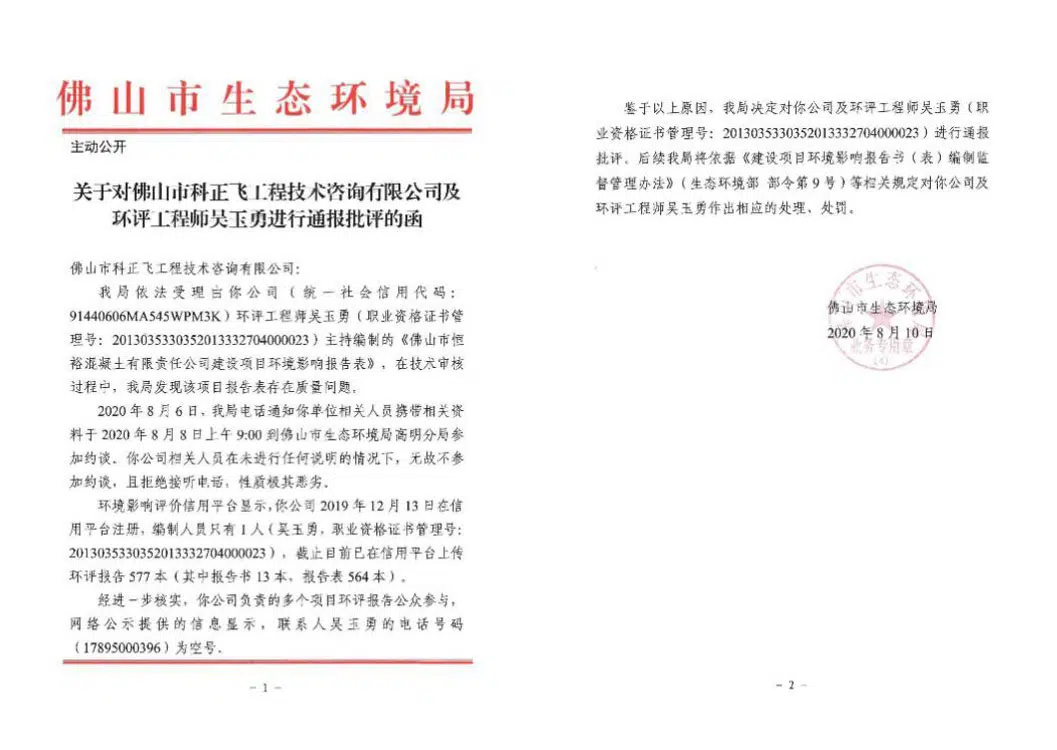 佛山市生态环境局
主动公开
关于对佛山市科正飞工程技术咨询有限公司及
环评工程师吴玉勇进行通报批评的函
佛山市科正飞工程技术咨询有限公司：
我局依法受理由你公司（统一社会信用代码：
91440606MA545WPM3K）环评工程师吴玉勇（职业资格证书管
理号：2013035330352013332704000023）主持编制的《佛山市恒
裕混凝土有限责任公司建设项目环境影响报告表》，在技术审核
过程中，我局发现该项目报告表存在质量问题。
2020年8月6日，我局电话通知你单位相关人员携带相关资
料于2020年8月8日上午9:00到佛山市生态环境局高明分局参
加约谈。你公司相关人员在未进行任何说明的情况下，无故不参
加约谈，且拒绝接听电话，性质极其恶劣。
环境影响评价信用平台显示，你公司2019年12月13日在信
用平台注册，编制人员只有1人（吴玉勇，职业资格证书管理号：
2013035330352013332704000023），截止目前已在信用平台上传
环评报告577本（其中报告书13本，报告表564本）。
经进一步核实，你公司负责的多个项目环评报告公众参与，
网络公示提供的信息显示，联系人吴玉勇的电话号码
（17895000396）为空号。
- 1 -
鉴于以上原因，我局决定对你公司及环评工程师吴玉勇（职
业资格证书管理号：2013035330352013332704000023）进行通报
批评。后续我局将依据《建设项目环境影响报告书（表）编制监
督管理办法》（生态环境部 部令第9号）等相关规定对你公司及
环评工程师吴玉勇作出相应的处理、处罚。
佛山市生态环境局
2020年8月10日
业务专用章
(4)
- 2 -